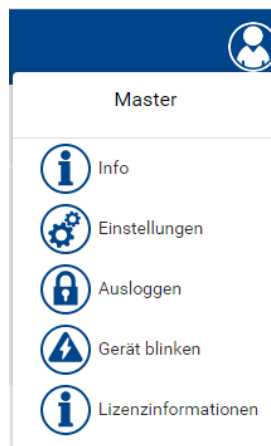 Master
Info
Einstellungen
Ausloggen
Gerät blinken
Lizenzinformationen